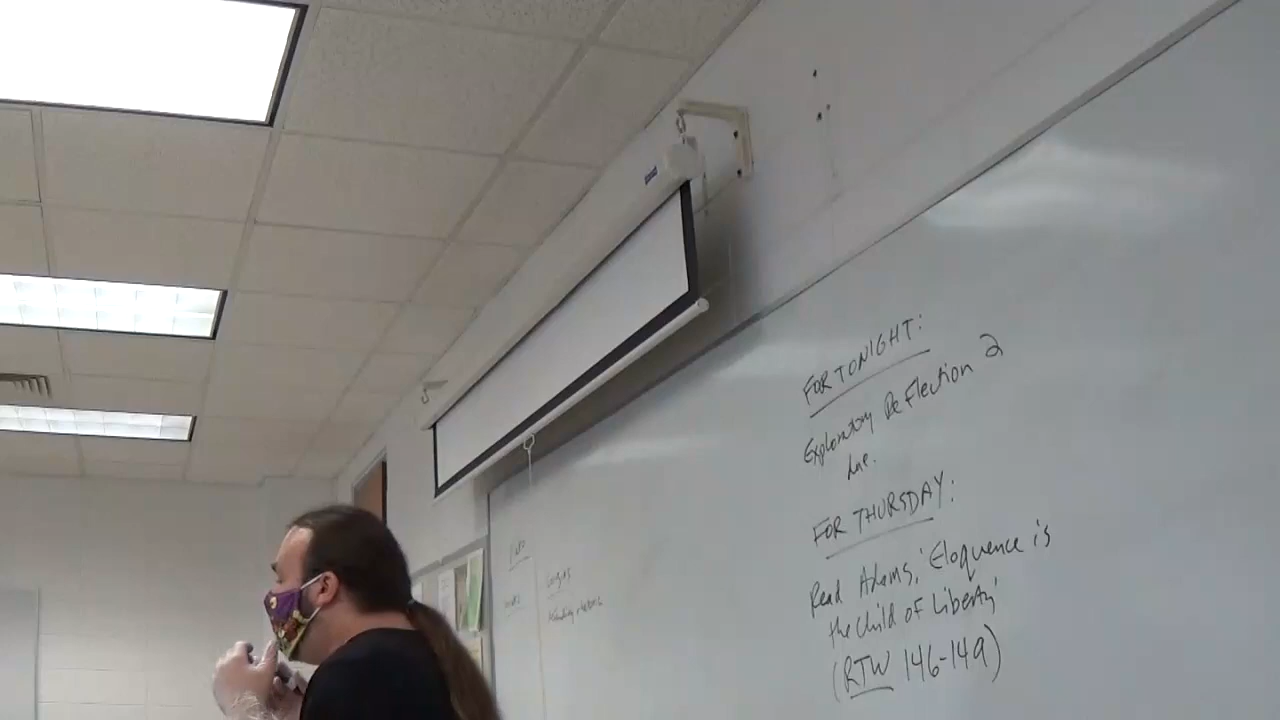 FOR TONIGHT:
Exploratory Reflection 2
due.
FOR THURSDAY:
Read Adams, 'Eloquence is
the Child of Liberty'
(RTW 146-149)